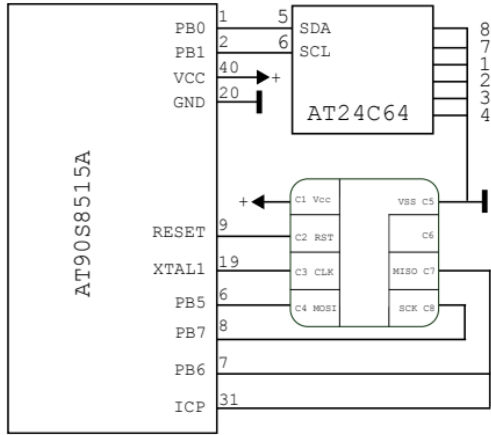 PB0 1 5 SDA 8
PB1 2 6 SCL 7
VCC 40 + 1
GND 20 2
AT24C64 3
4
AT90S8515A
+ C1 Vcc VSS C5
RESET 9 C2 RST C6
XTAL1 19 C3 CLK MISO C7
PB5 6 C4 MOSI SCK C8
PB7 8
PB6 7
ICP 31